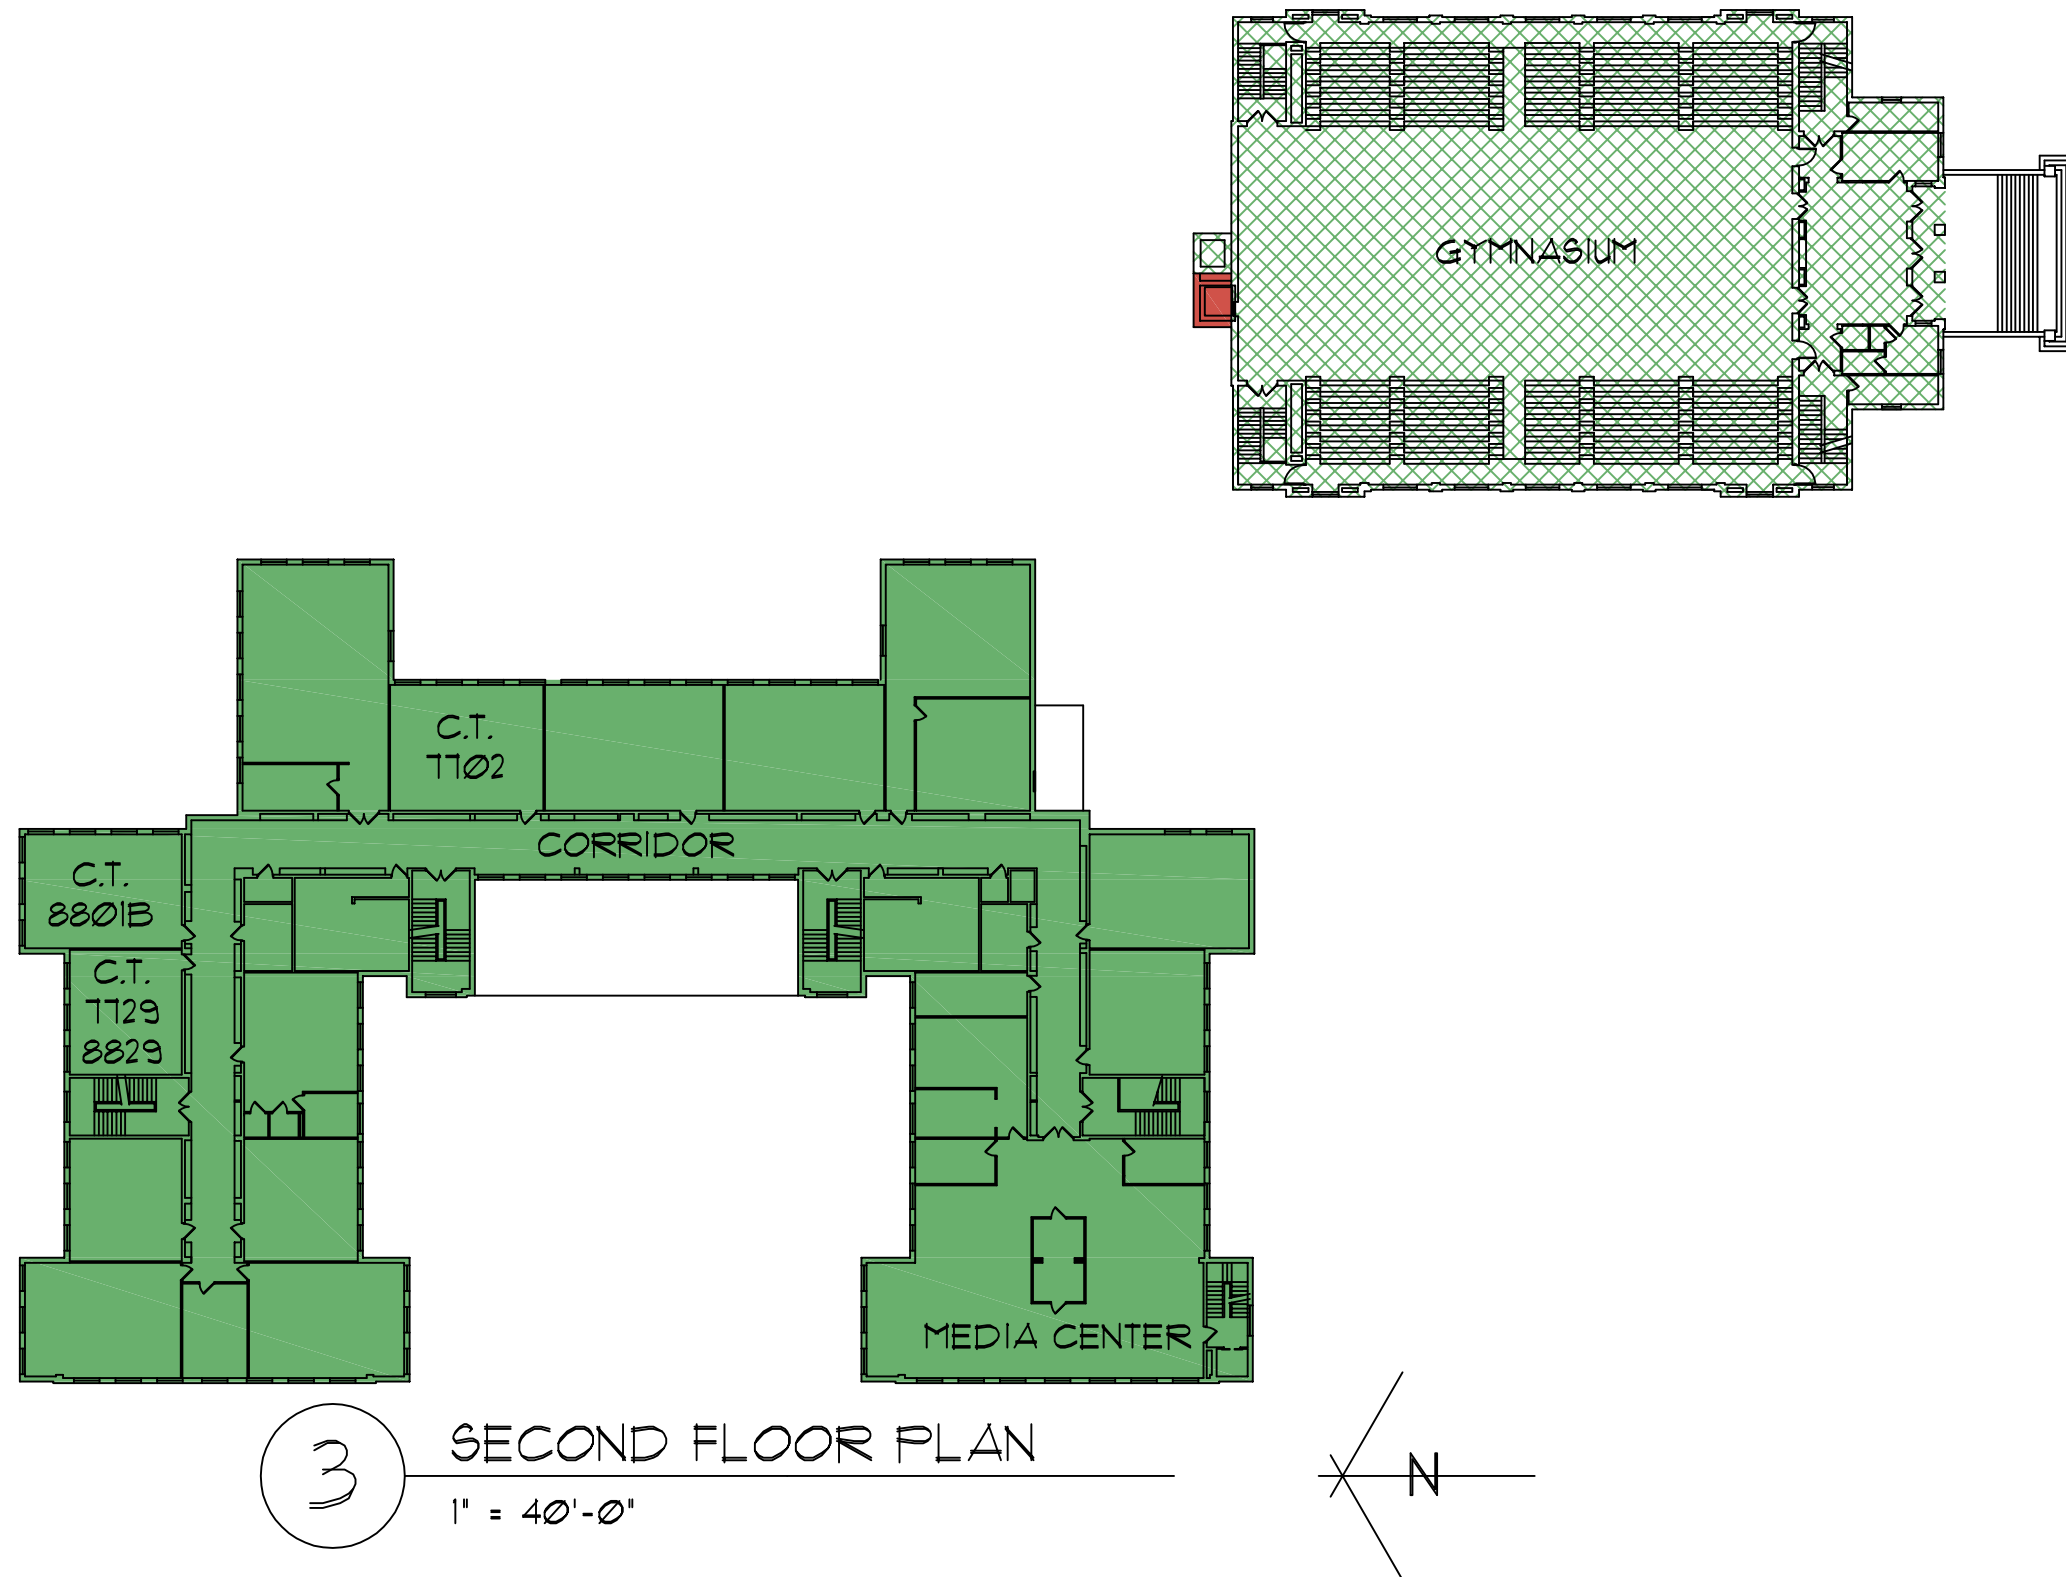 GYMNASIUM
C.T.
7702
CORRIDOR
C.T.
8801B
C.T.
7729
8829
MEDIA CENTER
3
SECOND FLOOR PLAN
1" = 40'-0"
N